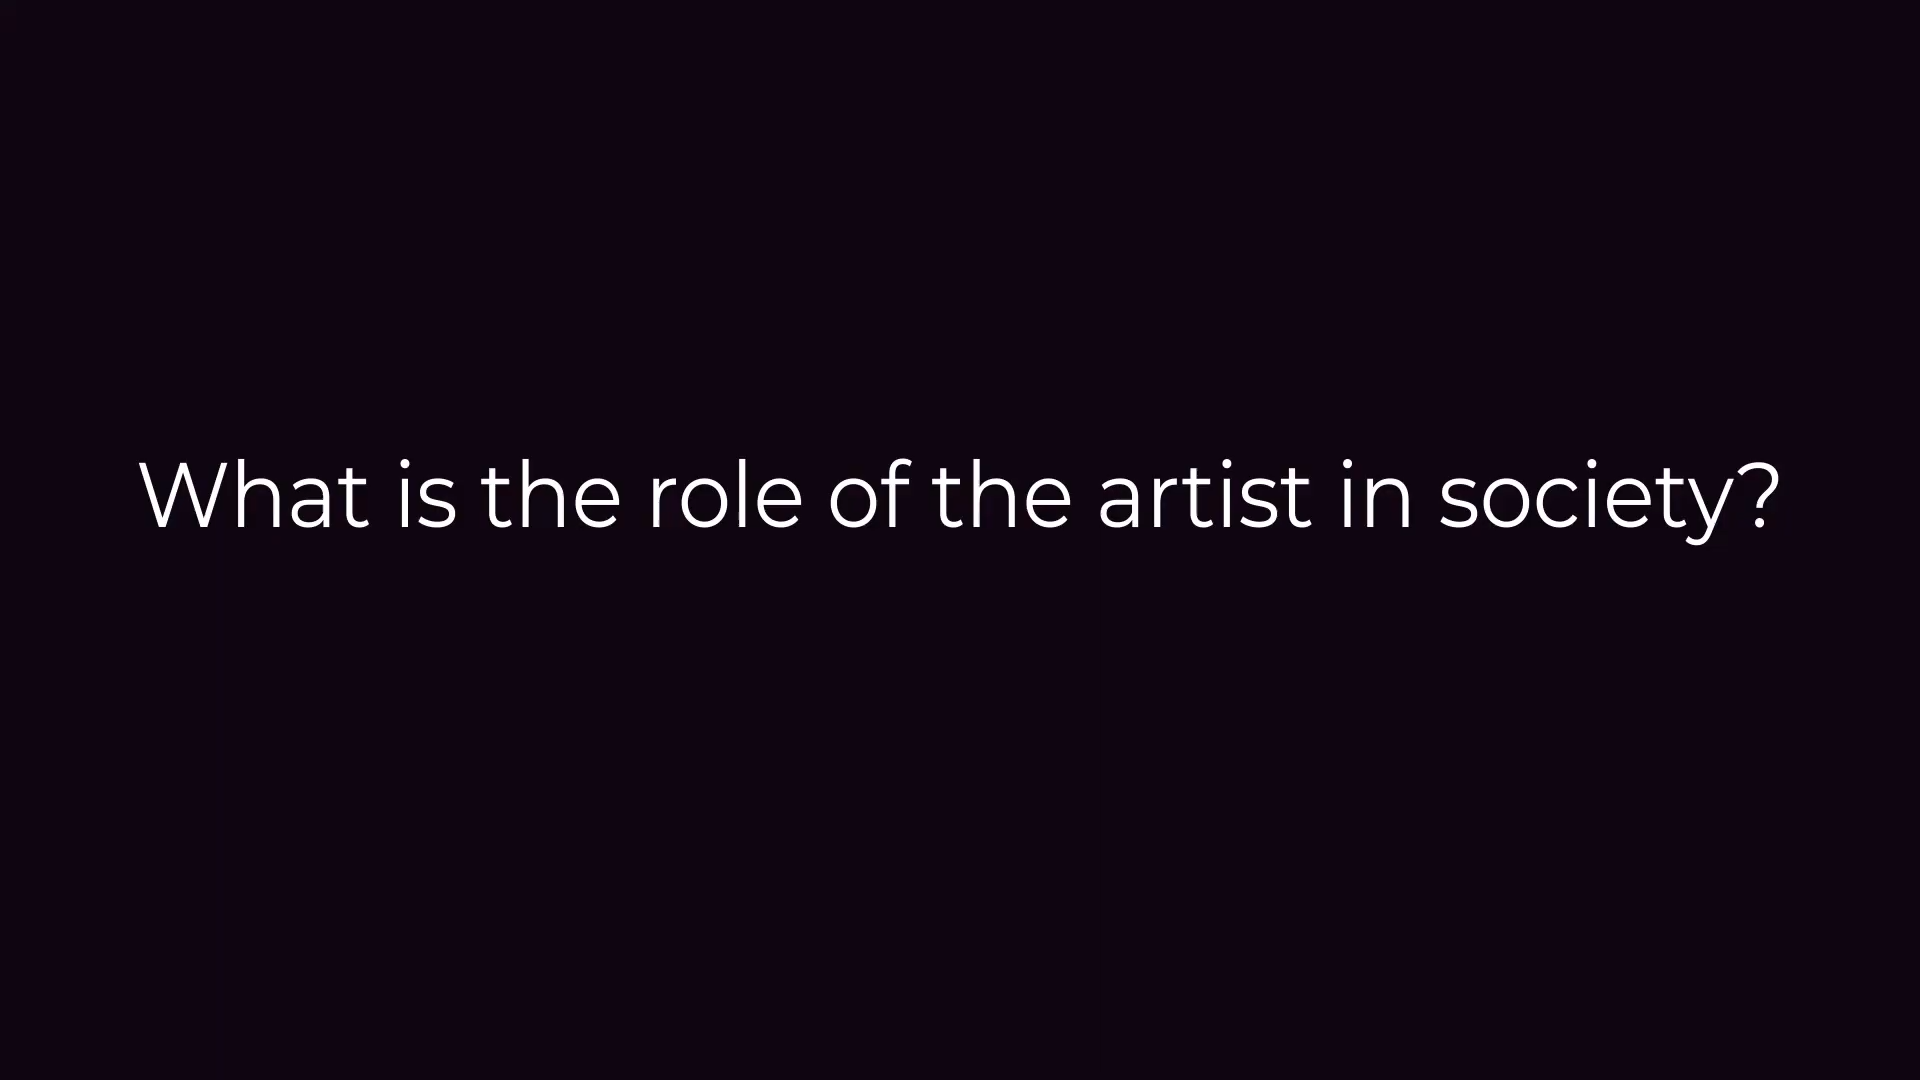 What is the role of the artist in society?